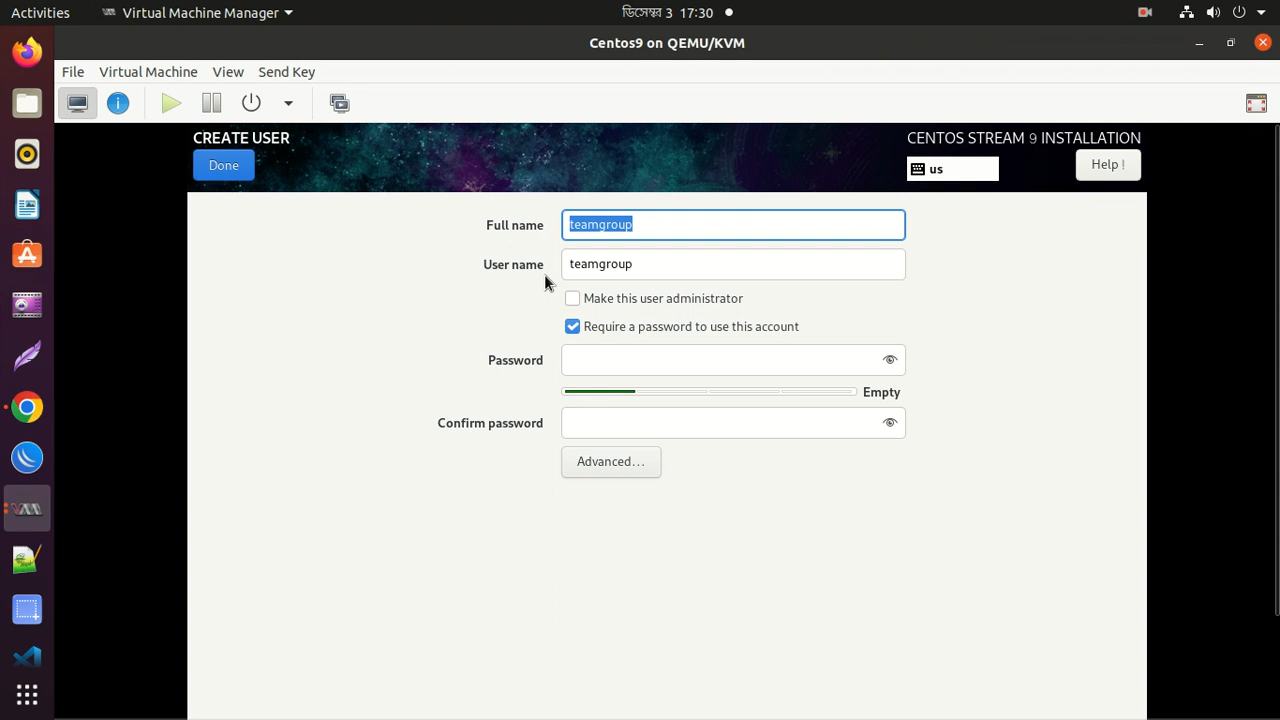 Activities
Virtual Machine Manager
ডিসেম্বর 3 17:30
Centos9 on QEMU/KVM
File
Virtual Machine
View
Send Key
CREATE USER
CENTOS STREAM 9 INSTALLATION
Done
us
Help !
Full name
teamgroup
User name
teamgroup
Make this user administrator
Require a password to use this account
Password
Empty
Confirm password
Advanced...